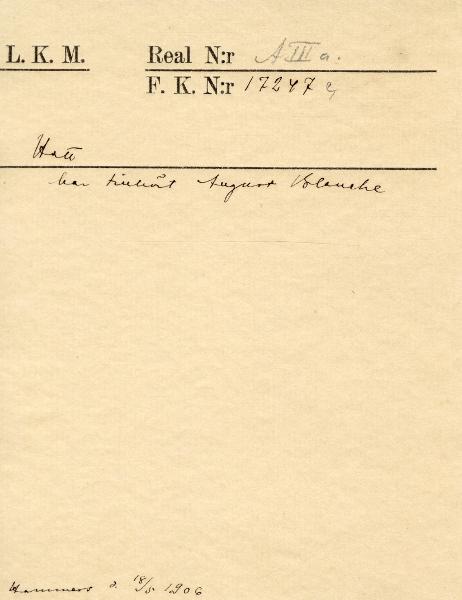 L. K. M. Real N:r A III a.
F. K. N:r 17247
Hatt
har tillhört August Blanche
Hammers d. 18/5 1906